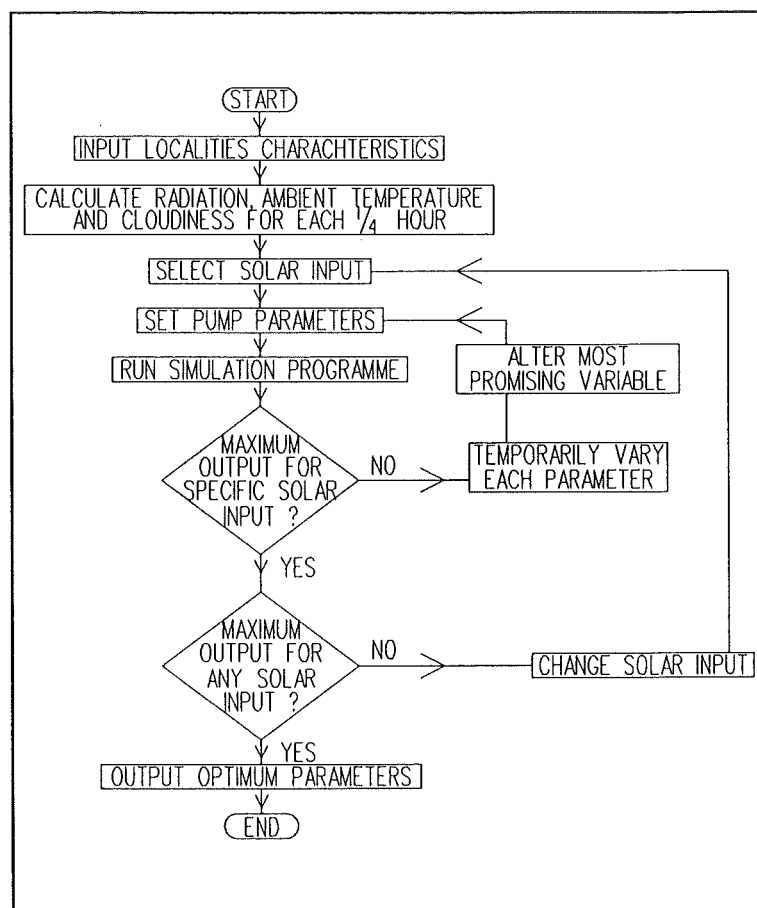 START
INPUT LOCALITIES CHARACHTERISTICS
CALCULATE RADIATION, AMBIENT TEMPERATURE
AND CLOUDINESS FOR EACH 1/4 HOUR
SELECT SOLAR INPUT
SET PUMP PARAMETERS
ALTER MOST
PROMISING VARIABLE
RUN SIMULATION PROGRAMME
MAXIMUM
OUTPUT FOR
SPECIFIC SOLAR
INPUT ?
NO
TEMPORARILY VARY
EACH PARAMETER
YES
MAXIMUM
OUTPUT FOR
ANY SOLAR
INPUT ?
NO
CHANGE SOLAR INPUT
YES
OUTPUT OPTIMUM PARAMETERS
END